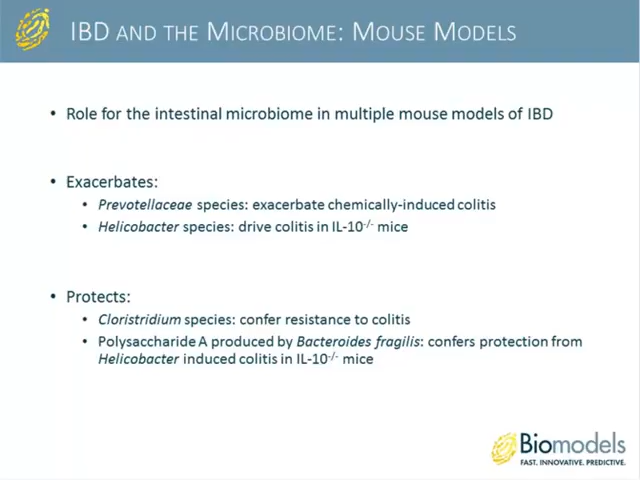 IBD AND THE MICROBIOME: MOUSE MODELS
• Role for the intestinal microbiome in multiple mouse models of IBD
• Exacerbates:
• Prevotellaceae species: exacerbate chemically-induced colitis
• Helicobacter species: drive colitis in IL-10-/- mice
• Protects:
• Cloristridium species: confer resistance to colitis
• Polysaccharide A produced by Bacteroides fragilis: confers protection from
Helicobacter induced colitis in IL-10-/- mice
Biomodels
FAST. INNOVATIVE. PREDICTIVE.